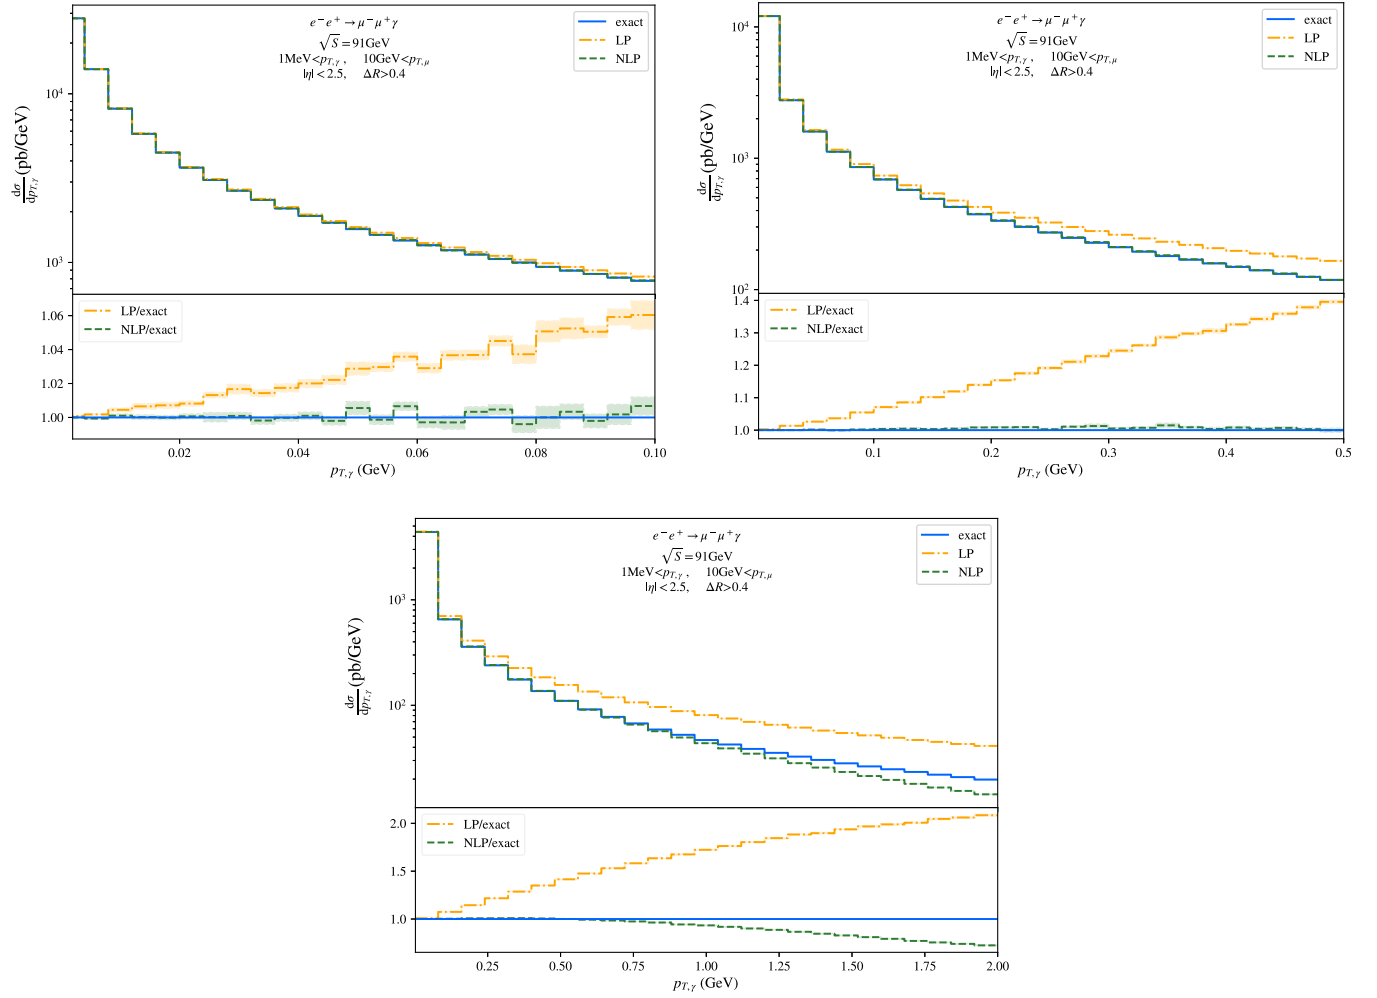 e⁻e⁺→μ⁻μ⁺γ
√S=91GeV
1MeV<p_{T,γ}, 10GeV<p_{T,μ}
|η|<2.5, ΔR>0.4
exact
LP
NLP
10⁴
10³
dσ/dp_{T,γ}(pb/GeV)
LP/exact
NLP/exact
1.06
1.04
1.02
1.00
0.02 0.04 0.06 0.08 0.10
p_{T,γ} (GeV)
e⁻e⁺→μ⁻μ⁺γ
√S=91GeV
1MeV<p_{T,γ}, 10GeV<p_{T,μ}
|η|<2.5, ΔR>0.4
exact
LP
NLP
10⁴
10³
10²
dσ/dp_{T,γ}(pb/GeV)
LP/exact
NLP/exact
1.4
1.3
1.2
1.1
1.0
0.1 0.2 0.3 0.4 0.5
p_{T,γ} (GeV)
e⁻e⁺→μ⁻μ⁺γ
√S=91GeV
1MeV<p_{T,γ}, 10GeV<p_{T,μ}
|η|<2.5, ΔR>0.4
exact
LP
NLP
10³
10²
dσ/dp_{T,γ}(pb/GeV)
LP/exact
NLP/exact
2.0
1.5
1.0
0.25 0.50 0.75 1.00 1.25 1.50 1.75 2.00
p_{T,γ} (GeV)